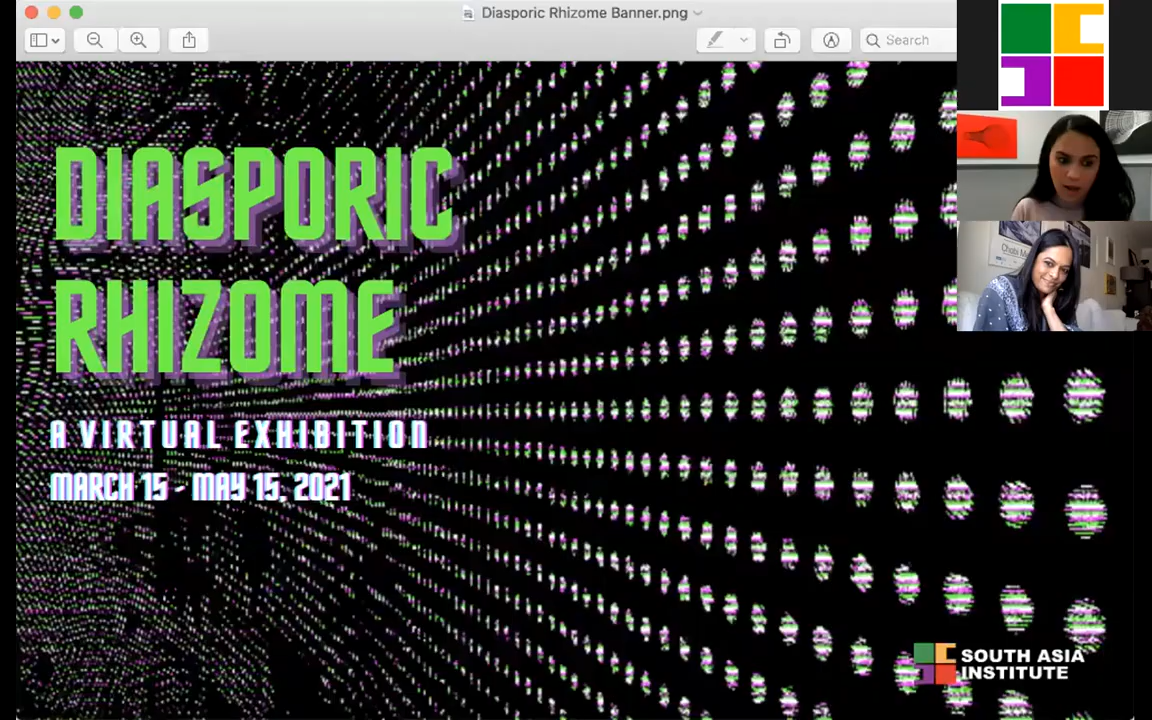 Diasporic Rhizome Banner.png
Search
DIASPORIC
RHIZOME
A VIRTUAL EXHIBITION
MARCH 15 - MAY 15, 2021
SOUTH ASIA
INSTITUTE